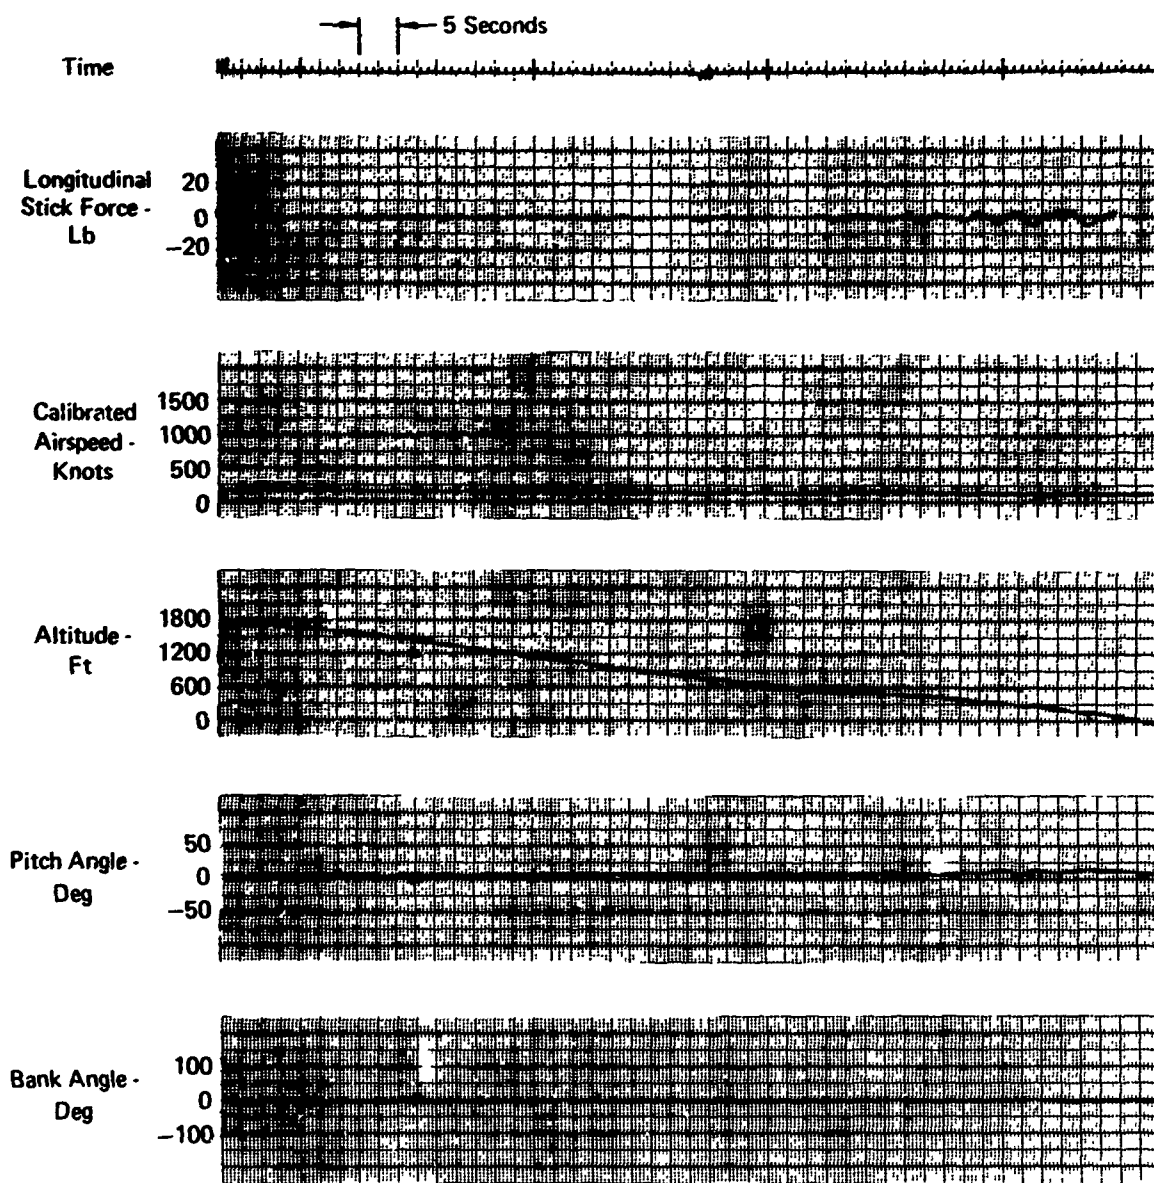 5 Seconds
Time
Longitudinal
Stick Force -
Lb
20
0
−20
Calibrated
Airspeed -
Knots
1500
1000
500
0
Altitude -
Ft
1800
1200
600
0
Pitch Angle -
Deg
50
0
−50
Bank Angle -
Deg
100
0
−100